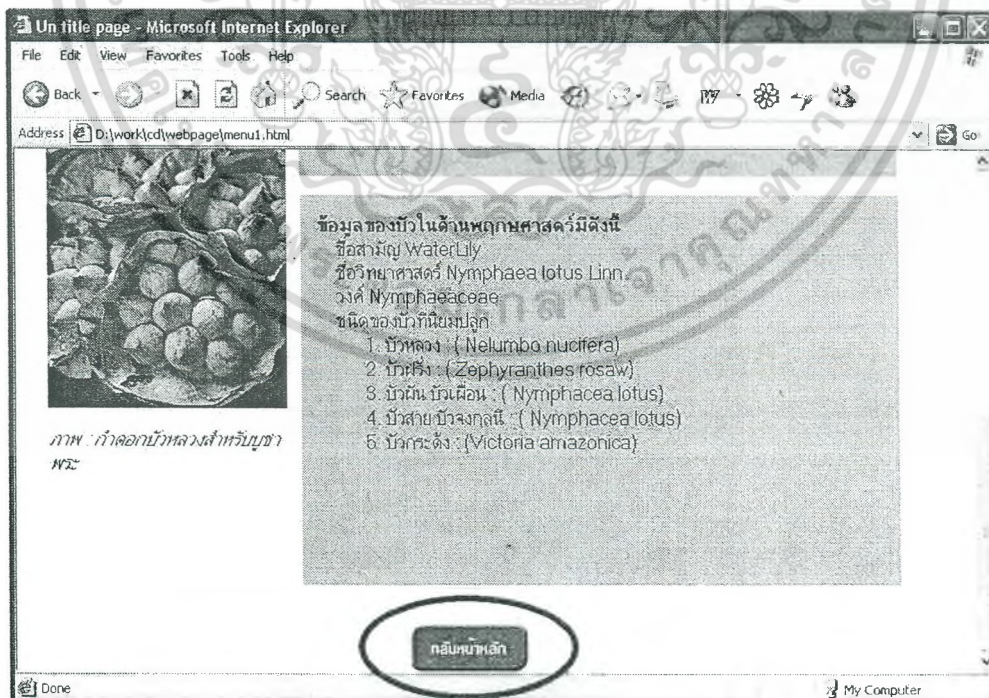 Un title page - Microsoft Internet Explorer
File Edit View Favorites Tools Help
Back Search Favorites Media
Address D:\work\cd\webpage\menu1.html Go
ข้อมูลของบัวในด้านพฤกษศาสตร์มีดังนี้
ชื่อสามัญ WaterLily
ชื่อวิทยาศาสตร์ Nymphaea lotus Linn.
วงศ์ Nymphaeaceae
ชนิดของบัวที่นิยมปลูก
1. บัวหลวง : ( Nelumbo nucifera)
2. บัวฝรั่ง : (Zephyranthes rosaw)
3. บัวผัน บัวเผื่อน : ( Nymphacea lotus)
4. บัวสาย บัวจงกลนี : ( Nymphacea lotus)
5. บัวกระด้ง : (Victoria amazonica)
ภาพ : กำดอกบัวหลวงสำหรับบูชา
พระ
กลับหน้าหลัก
Done My Computer